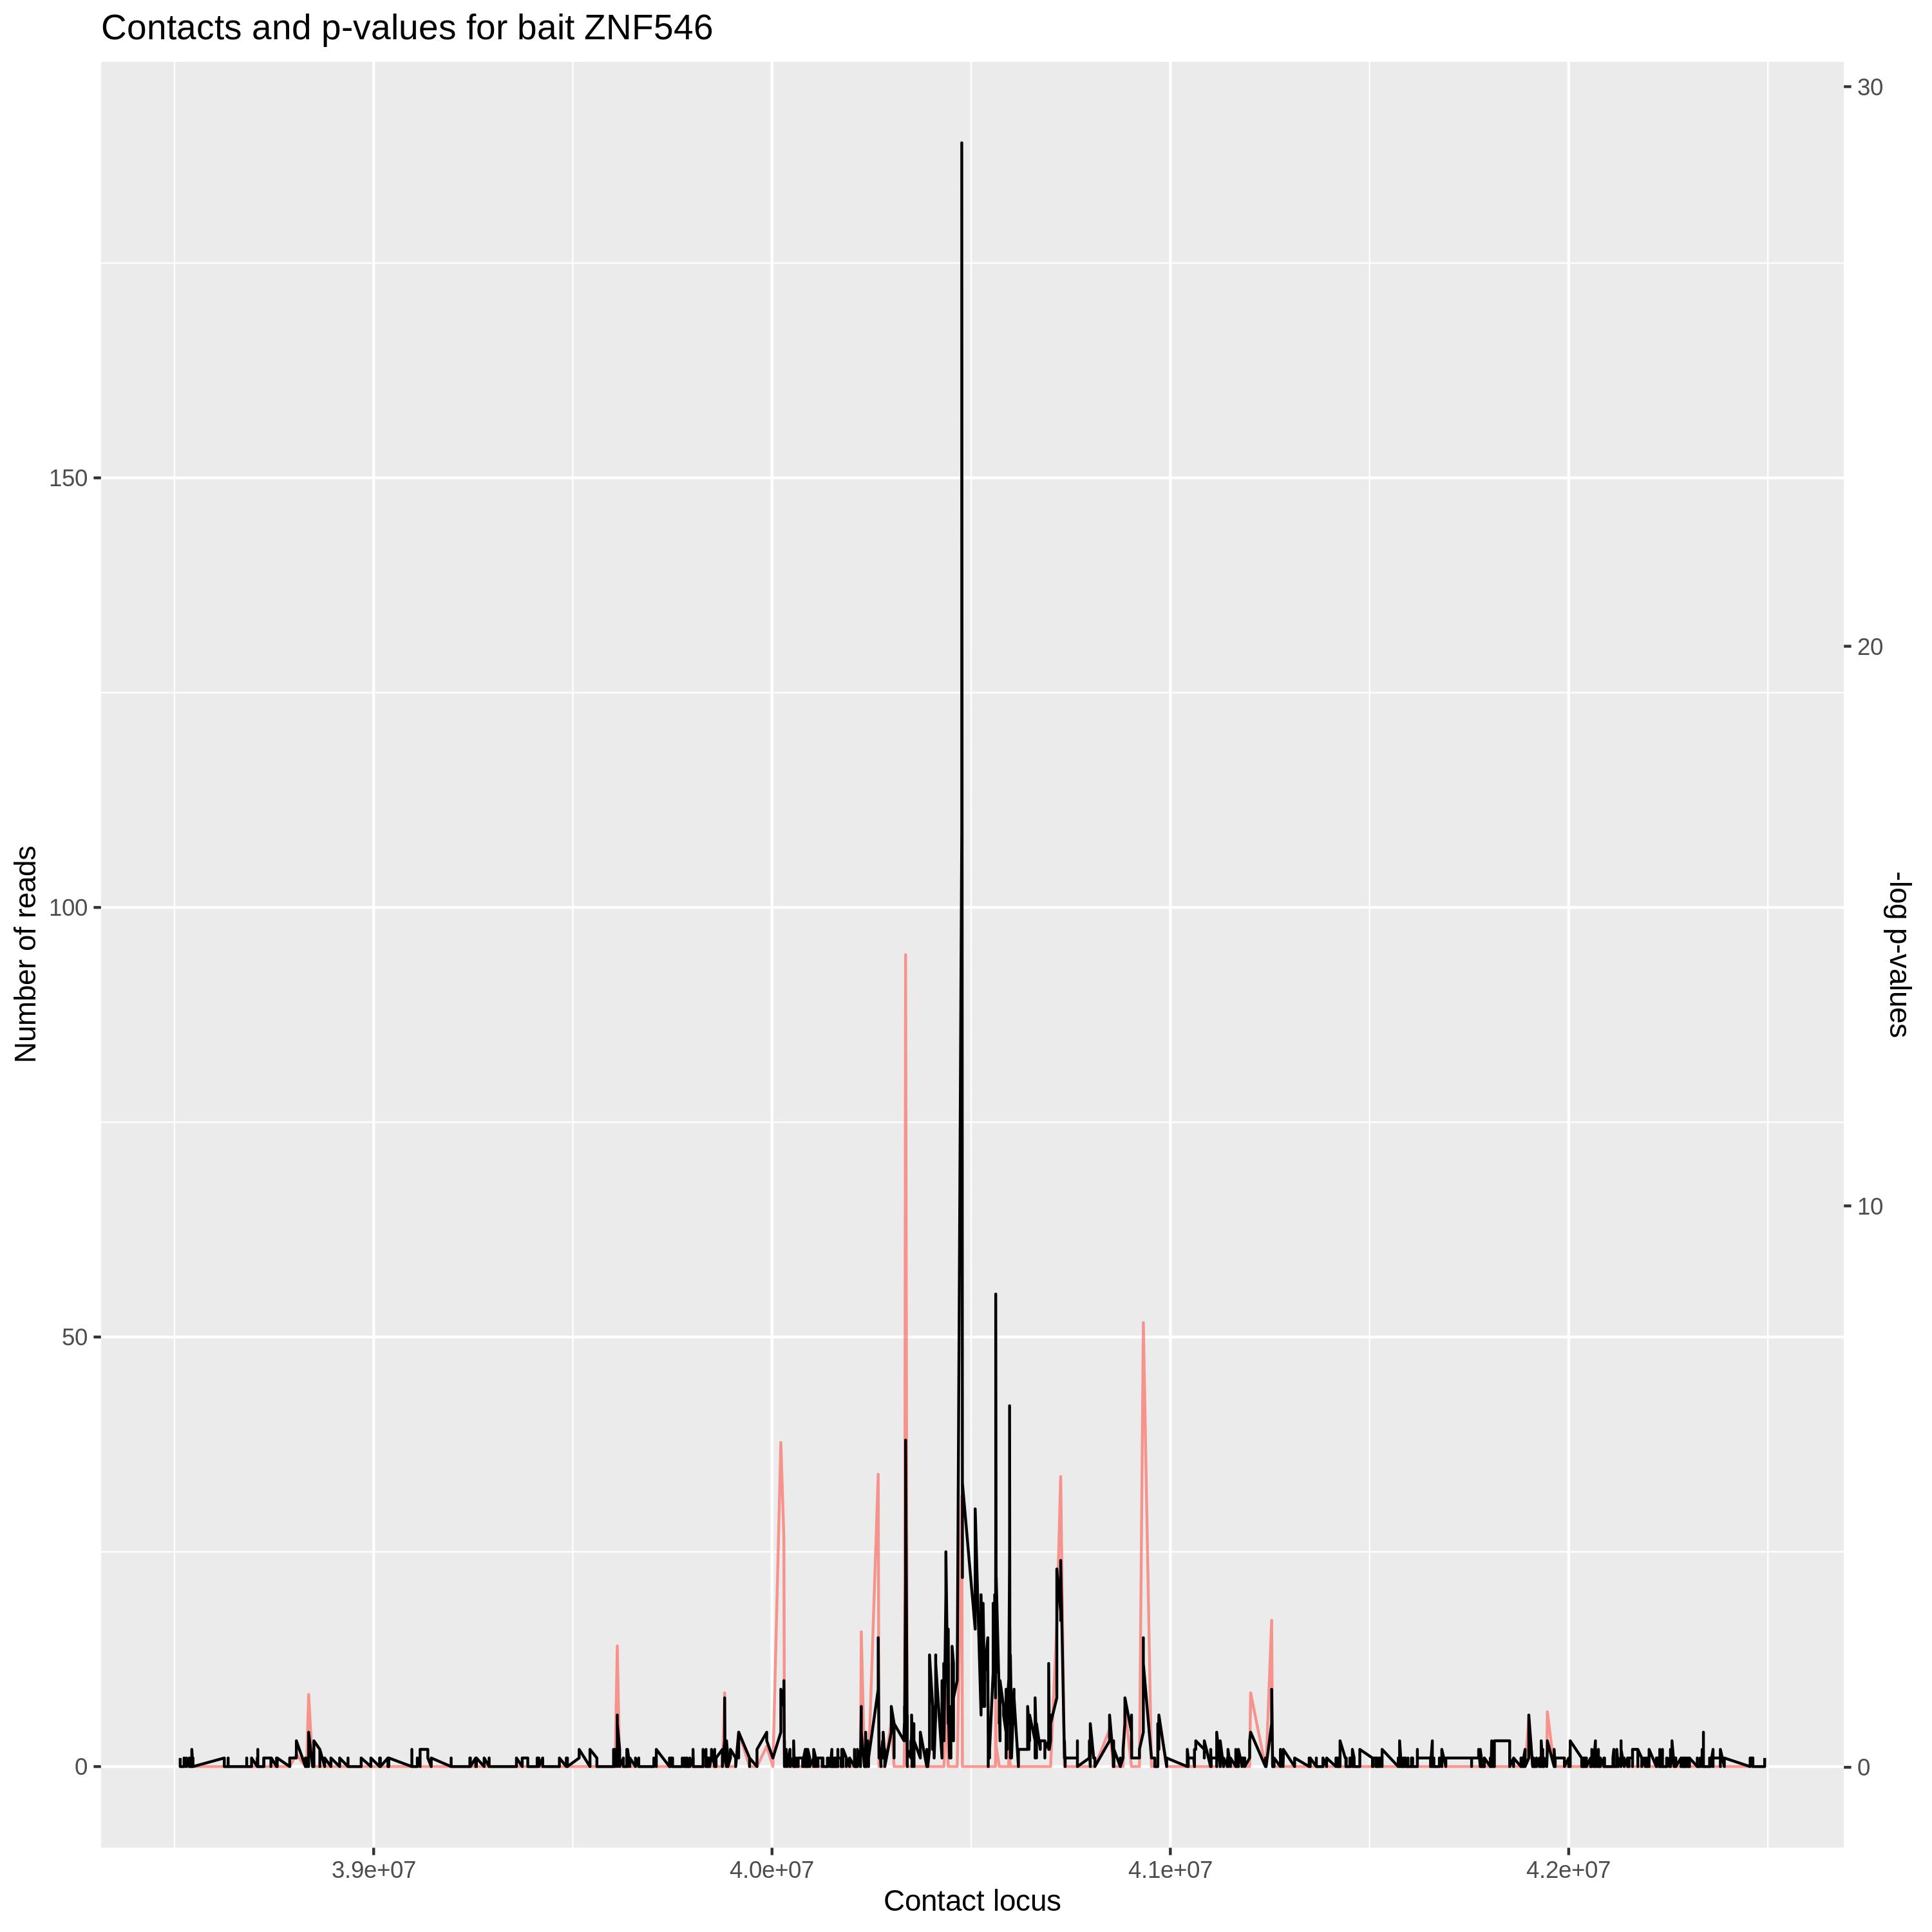 Contacts and p-values for bait ZNF546
Number of reads
150
100
50
0
30
20
10
0
-log p-values
3.9e+07
4.0e+07
4.1e+07
4.2e+07
Contact locus